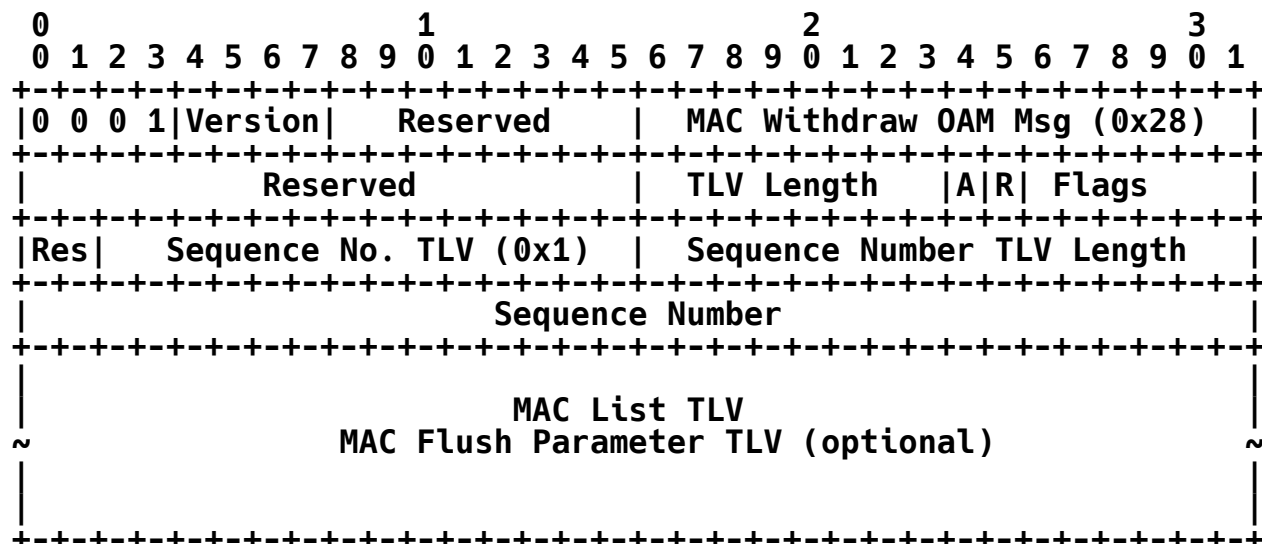 0                   1                   2                   3
 0 1 2 3 4 5 6 7 8 9 0 1 2 3 4 5 6 7 8 9 0 1 2 3 4 5 6 7 8 9 0 1
+-+-+-+-+-+-+-+-+-+-+-+-+-+-+-+-+-+-+-+-+-+-+-+-+-+-+-+-+-+-+-+-+
|0 0 0 1|Version|   Reserved    |  MAC Withdraw OAM Msg (0x28)  |
+-+-+-+-+-+-+-+-+-+-+-+-+-+-+-+-+-+-+-+-+-+-+-+-+-+-+-+-+-+-+-+-+
|            Reserved           |  TLV Length   |A|R| Flags     |
+-+-+-+-+-+-+-+-+-+-+-+-+-+-+-+-+-+-+-+-+-+-+-+-+-+-+-+-+-+-+-+-+
|Res|   Sequence No. TLV (0x1)  |  Sequence Number TLV Length   |
+-+-+-+-+-+-+-+-+-+-+-+-+-+-+-+-+-+-+-+-+-+-+-+-+-+-+-+-+-+-+-+-+
|                        Sequence Number                        |
+-+-+-+-+-+-+-+-+-+-+-+-+-+-+-+-+-+-+-+-+-+-+-+-+-+-+-+-+-+-+-+-+
|                                                               |
|                         MAC List TLV                          |
~                MAC Flush Parameter TLV (optional)             ~
|                                                               |
|                                                               |
+-+-+-+-+-+-+-+-+-+-+-+-+-+-+-+-+-+-+-+-+-+-+-+-+-+-+-+-+-+-+-+-+